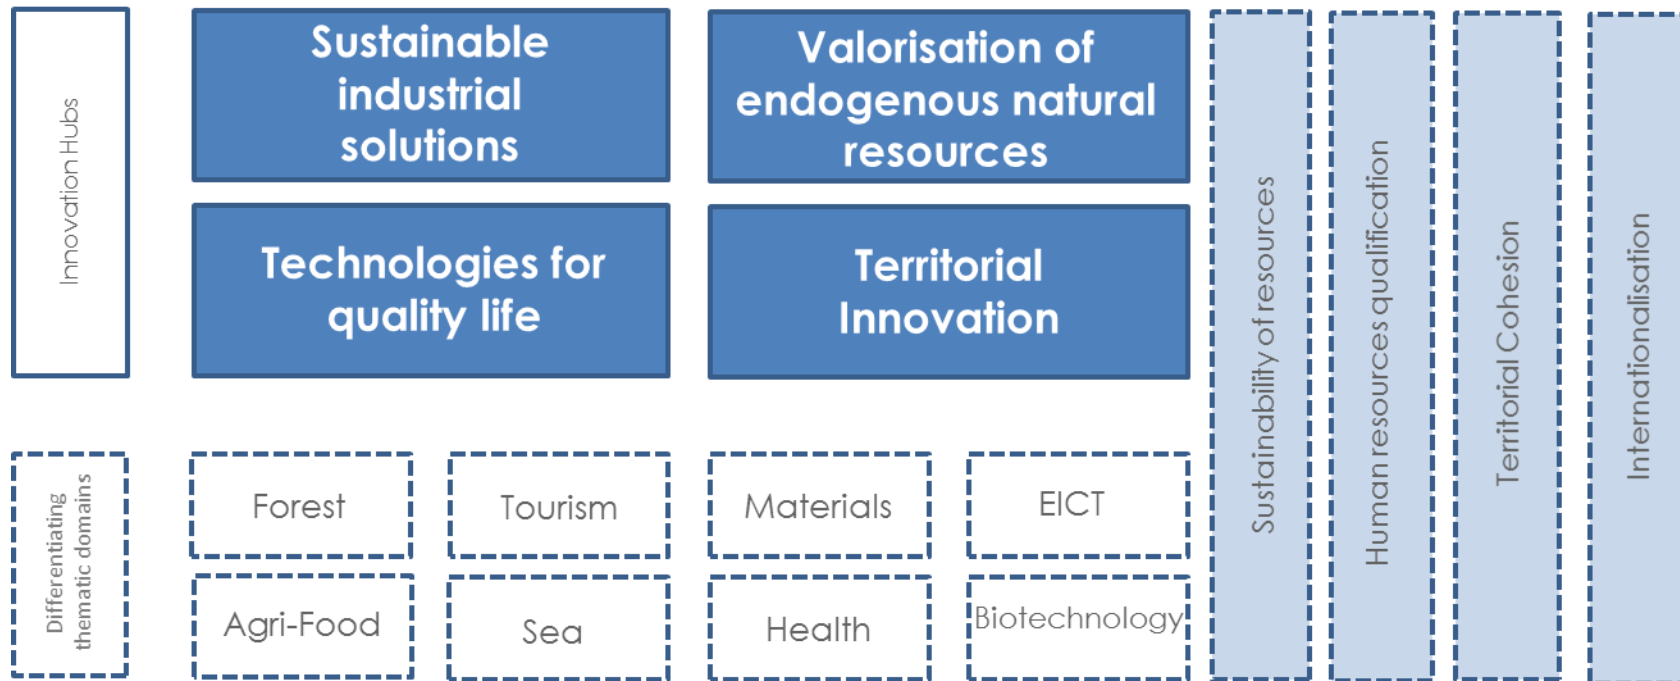 Innovation Hubs
Sustainable
industrial
solutions
Valorisation of
endogenous natural
resources
Technologies for
quality life
Territorial
Innovation
Differentiating
thematic domains
Forest
Tourism
Materials
EICT
Agri-Food
Sea
Health
Biotechnology
Sustainability of resources
Human resources qualification
Territorial Cohesion
Internationalisation